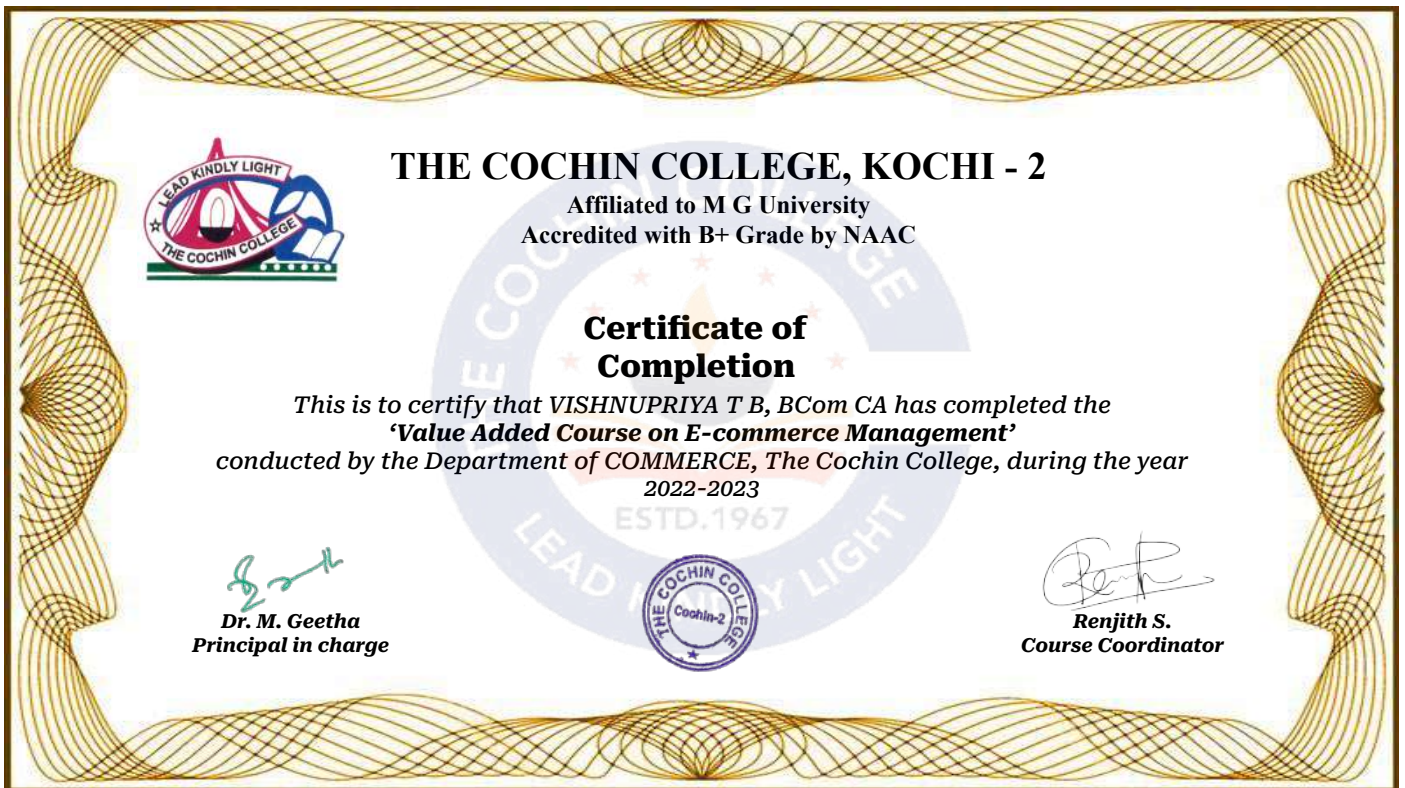 LEAD KINDLY LIGHT
THE COCHIN COLLEGE
THE COCHIN COLLEGE, KOCHI - 2
Affiliated to M G University
Accredited with B+ Grade by NAAC
THE COCHIN COLLEGE
Certificate of
Completion
This is to certify that VISHNUPRIYA T B, BCom CA has completed the
‘Value Added Course on E-commerce Management’
conducted by the Department of COMMERCE, The Cochin College, during the year
2022-2023
ESTD.1967
LEAD KINDLY LIGHT
THE COCHIN COLLEGE
Cochin-2
Dr. M. Geetha
Principal in charge
Renjith S.
Course Coordinator